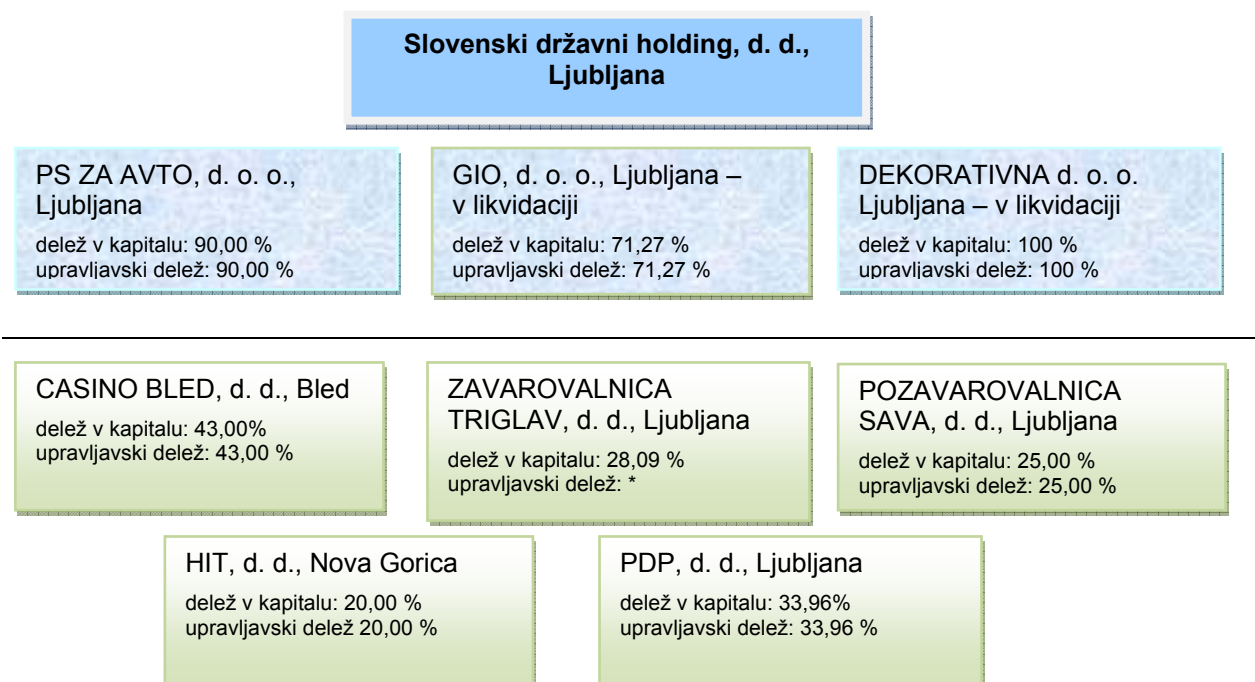 Slovenski državni holding, d. d.,
Ljubljana
PS ZA AVTO, d. o. o.,
Ljubljana
delež v kapitalu: 90,00 %
upravljavski delež: 90,00 %
GIO, d. o. o., Ljubljana –
v likvidaciji
delež v kapitalu: 71,27 %
upravljavski delež: 71,27 %
DEKORATIVNA d. o. o.
Ljubljana – v likvidaciji
delež v kapitalu: 100 %
upravljavski delež: 100 %
CASINO BLED, d. d., Bled
delež v kapitalu: 43,00%
upravljavski delež: 43,00 %
ZAVAROVALNICA
TRIGLAV, d. d., Ljubljana
delež v kapitalu: 28,09 %
upravljavski delež: *
POZAVAROVALNICA
SAVA, d. d., Ljubljana
delež v kapitalu: 25,00 %
upravljavski delež: 25,00 %
HIT, d. d., Nova Gorica
delež v kapitalu: 20,00 %
upravljavski delež 20,00 %
PDP, d. d., Ljubljana
delež v kapitalu: 33,96%
upravljavski delež: 33,96 %